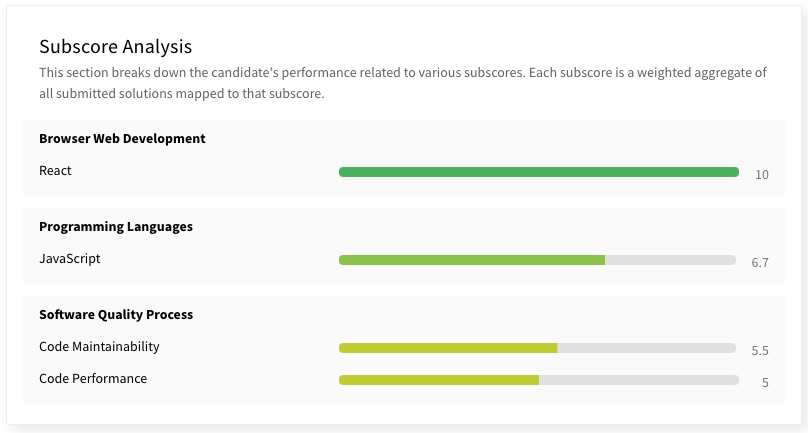 Subscore Analysis
This section breaks down the candidate's performance related to various subscores. Each subscore is a weighted aggregate of
all submitted solutions mapped to that subscore.
Browser Web Development
React 10
Programming Languages
JavaScript 6.7
Software Quality Process
Code Maintainability 5.5
Code Performance 5